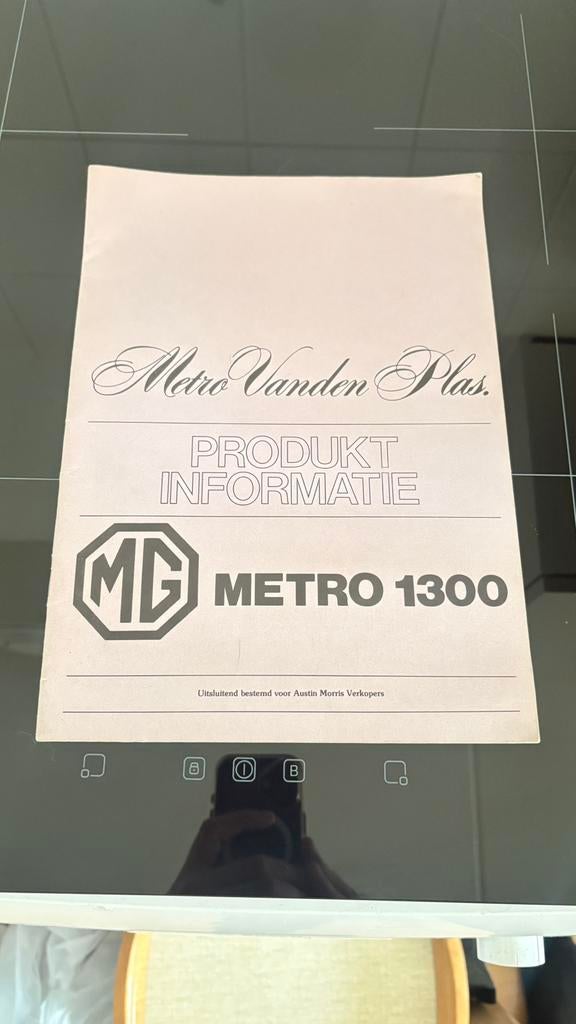 Metro Vanden Plas.
PRODUKT
INFORMATIE
MG METRO 1300
Uitsluitend bestemd voor Austin Morris Verkopers
B